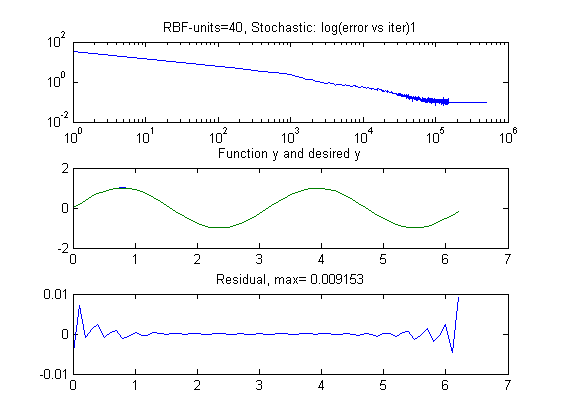 RBF-units=40, Stochastic: log(error vs iter)1
10^2
10^0
10^-2
10^0 10^1 10^2 10^3 10^4 10^5 10^6
Function y and desired y
2
0
-2
0 1 2 3 4 5 6 7
Residual, max= 0.009153
0.01
0
-0.01
0 1 2 3 4 5 6 7